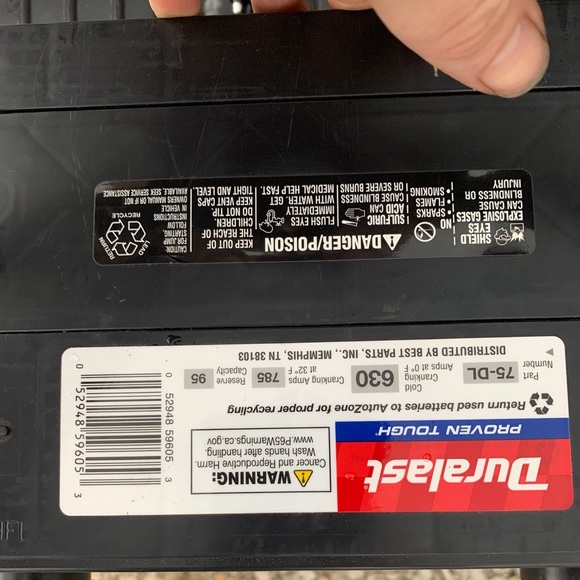 ⚠DANGER/POISON
SHIELD
EYES
EXPLOSIVE GASES
CAN CAUSE
BLINDNESS OR
INJURY
NO
• SPARKS
• FLAMES
• SMOKING
SULFURIC
ACID CAN
CAUSE BLINDNESS
OR SEVERE BURNS
FLUSH EYES
IMMEDIATELY
WITH WATER. GET
MEDICAL HELP FAST.
KEEP OUT OF
THE REACH OF
CHILDREN.
DO NOT TIP.
KEEP VENT CAPS
TIGHT AND LEVEL
LEAD
RETURN
RECYCLE
CAUTION:
FOR JUMP
STARTING,
FOLLOW
INSTRUCTIONS
IN VEHICLE
OWNERS MANUAL OR IF NOT
AVAILABLE, SEEK SERVICE ASSISTANCE
Duralast
PROVEN TOUGH
⚠WARNING:
Cancer and Reproductive Harm.
Wash hands after handling.
www.P65Warnings.ca.gov
Return used batteries to AutoZone for proper recycling
Part
Number
75-DL
Cold
Cranking
630
Amps at 0° F
Cranking Amps
at 32° F
785
Reserve
Capacity
95
DISTRIBUTED BY BEST PARTS, INC., MEMPHIS, TN 38103
0 52948 59605 3
0 52948 59605 3